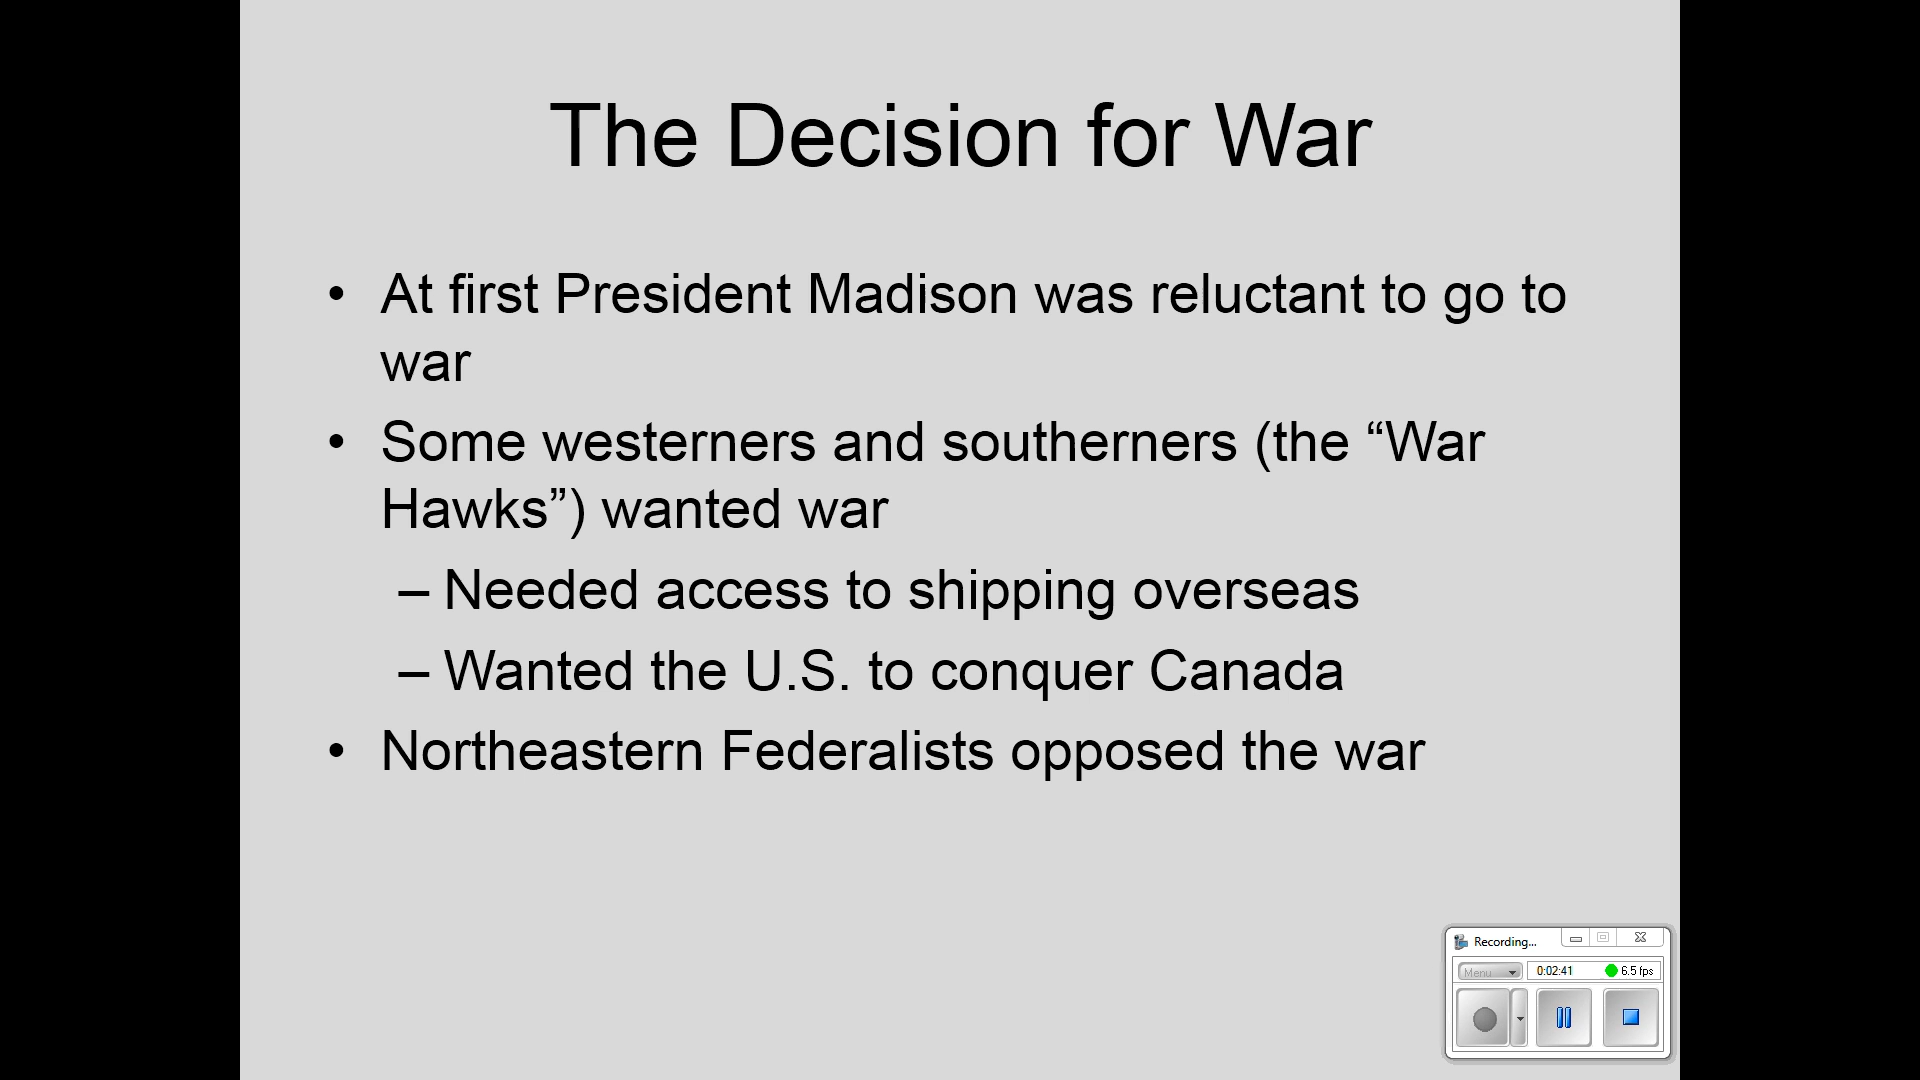 The Decision for War
• At first President Madison was reluctant to go to
war
• Some westerners and southerners (the “War
Hawks”) wanted war
– Needed access to shipping overseas
– Wanted the U.S. to conquer Canada
• Northeastern Federalists opposed the war
Recording...
Menu 0:02:41 6.5 fps